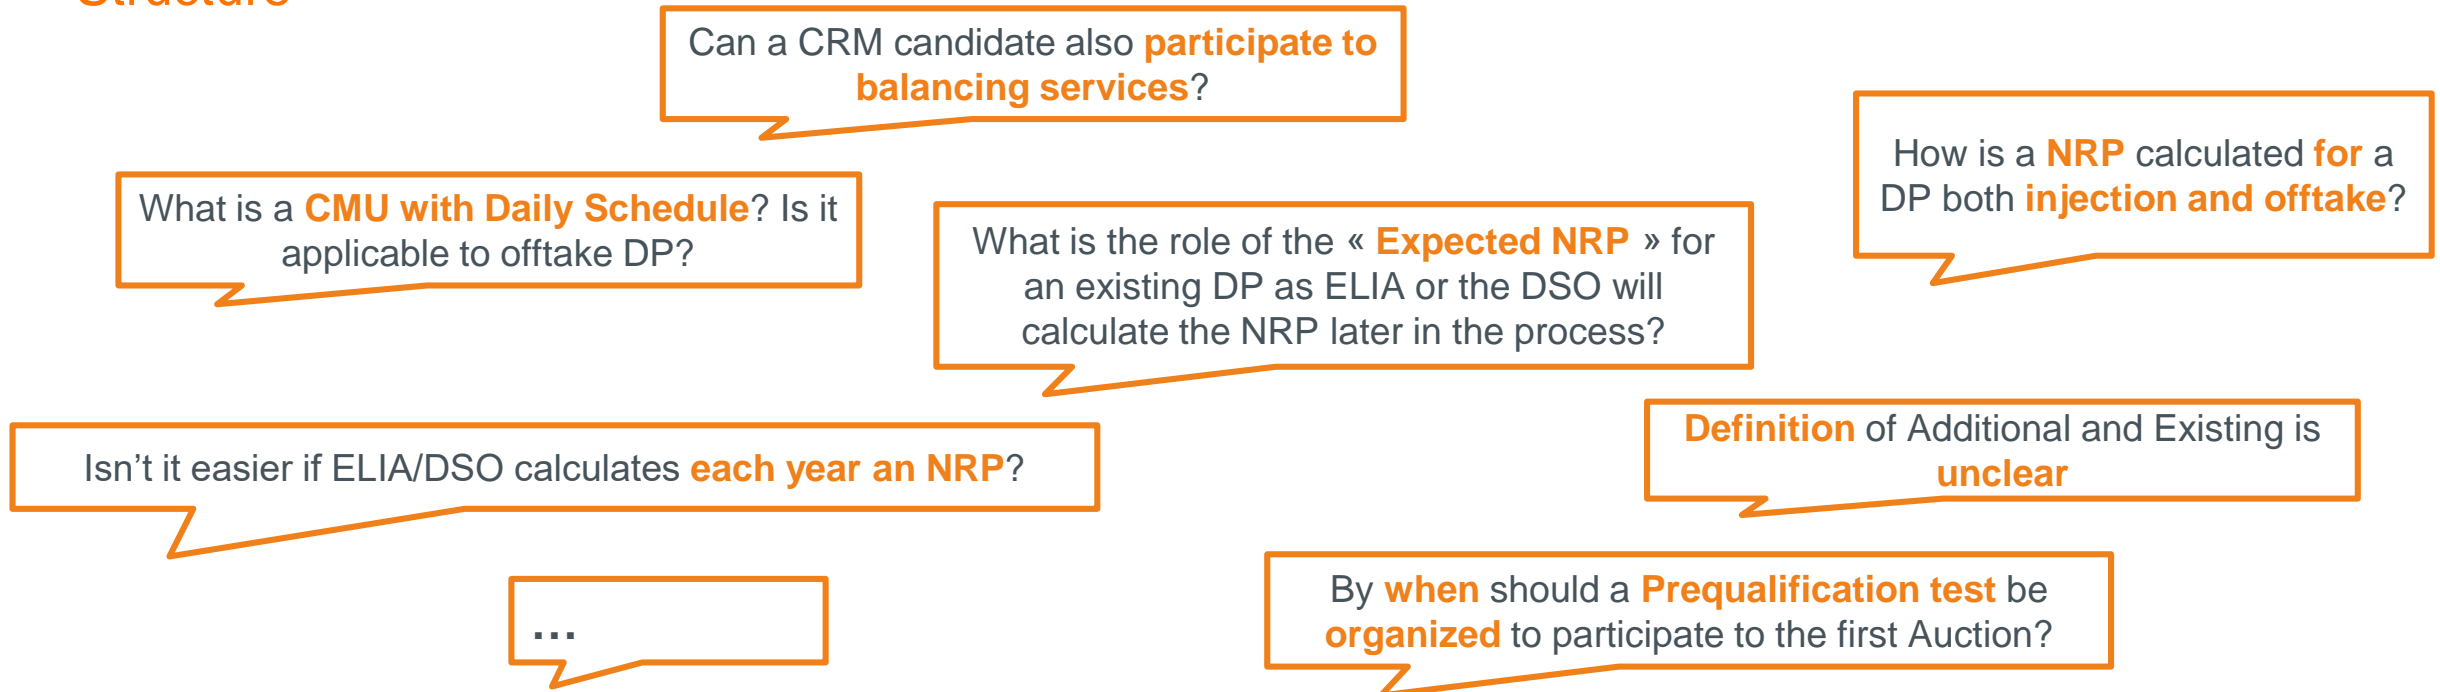 Structure
Can a CRM candidate also participate to
balancing services?
How is a NRP calculated for a
DP both injection and offtake?
What is a CMU with Daily Schedule? Is it
applicable to offtake DP?
What is the role of the « Expected NRP » for
an existing DP as ELIA or the DSO will
calculate the NRP later in the process?
Isn’t it easier if ELIA/DSO calculates each year an NRP?
Definition of Additional and Existing is
unclear
…
By when should a Prequalification test be
organized to participate to the first Auction?